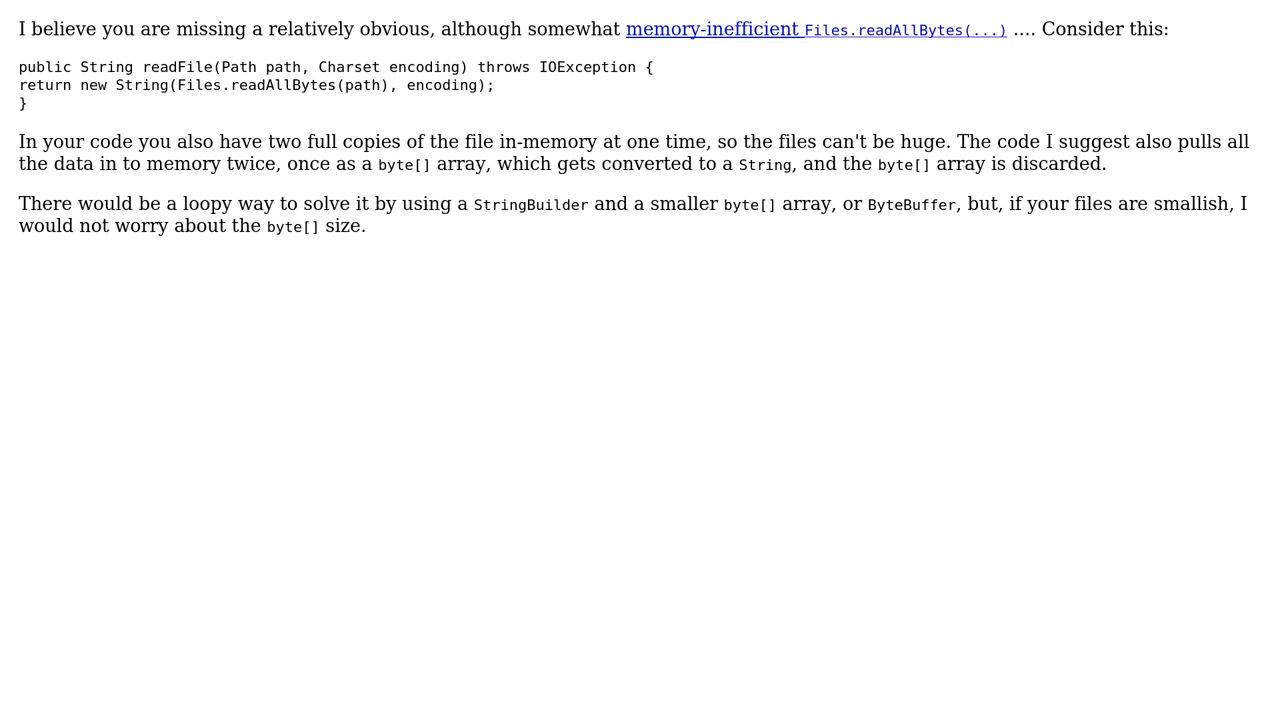 I believe you are missing a relatively obvious, although somewhat memory-inefficient Files.readAllBytes(...) .... Consider this:
public String readFile(Path path, Charset encoding) throws IOException {
return new String(Files.readAllBytes(path), encoding);
}
In your code you also have two full copies of the file in-memory at one time, so the files can't be huge. The code I suggest also pulls all
the data in to memory twice, once as a byte[] array, which gets converted to a String, and the byte[] array is discarded.
There would be a loopy way to solve it by using a StringBuilder and a smaller byte[] array, or ByteBuffer, but, if your files are smallish, I
would not worry about the byte[] size.